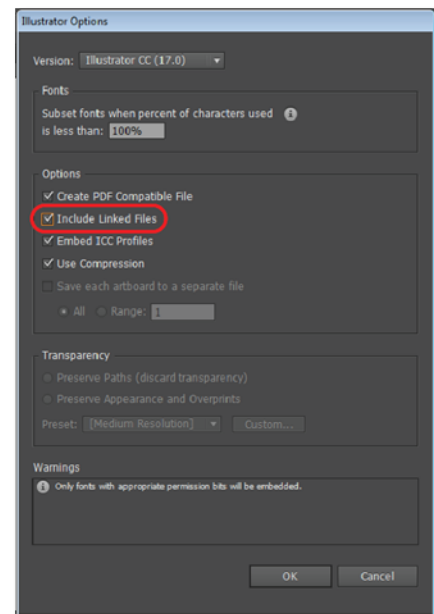 Illustrator Options
Version: Illustrator CC (17.0)
Fonts
Subset fonts when percent of characters used
is less than: 100%
Options
Create PDF Compatible File
Include Linked Files
Embed ICC Profiles
Use Compression
Save each artboard to a separate file
All Range: 1
Transparency
Preserve Paths (discard transparency)
Preserve Appearance and Overprints
Preset: [Medium Resolution] Custom...
Warnings
Only fonts with appropriate permission bits will be embedded.
OK Cancel